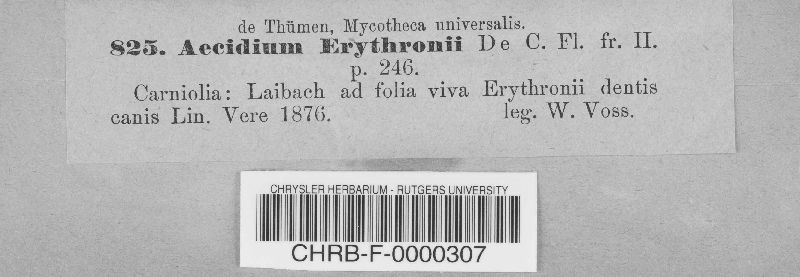 de Thümen, Mycotheca universalis.
825. Aecidium Erythronii De C. Fl. fr. II.
p. 246.
Carniolia: Laibach ad folia viva Erythronii dentis
canis Lin. Vere 1876. leg. W. Voss.
CHRYSLER HERBARIUM - RUTGERS UNIVERSITY
CHRB-F-0000307